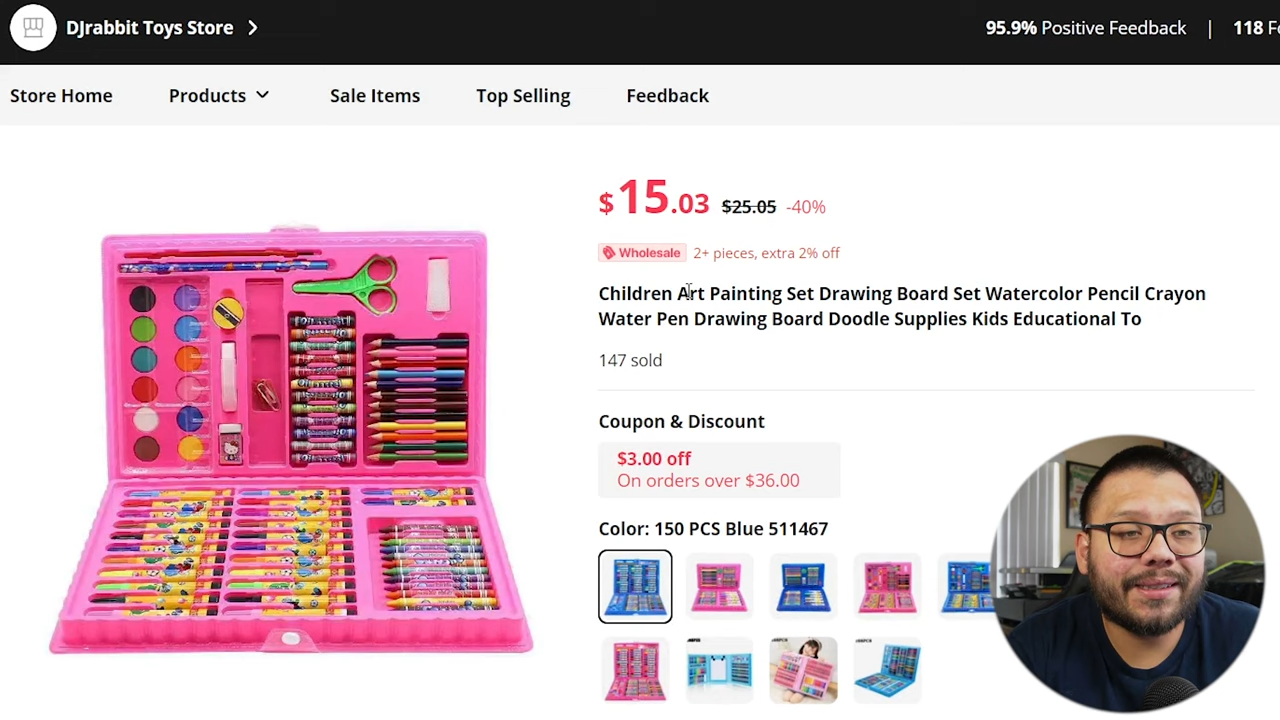 DJrabbit Toys Store
95.9% Positive Feedback | 118
Store Home Products Sale Items Top Selling Feedback
$15.03 $25.05 -40%
Wholesale 2+ pieces, extra 2% off
Children Art Painting Set Drawing Board Set Watercolor Pencil Crayon
Water Pen Drawing Board Doodle Supplies Kids Educational To
147 sold
Coupon & Discount
$3.00 off
On orders over $36.00
Color: 150 PCS Blue 511467